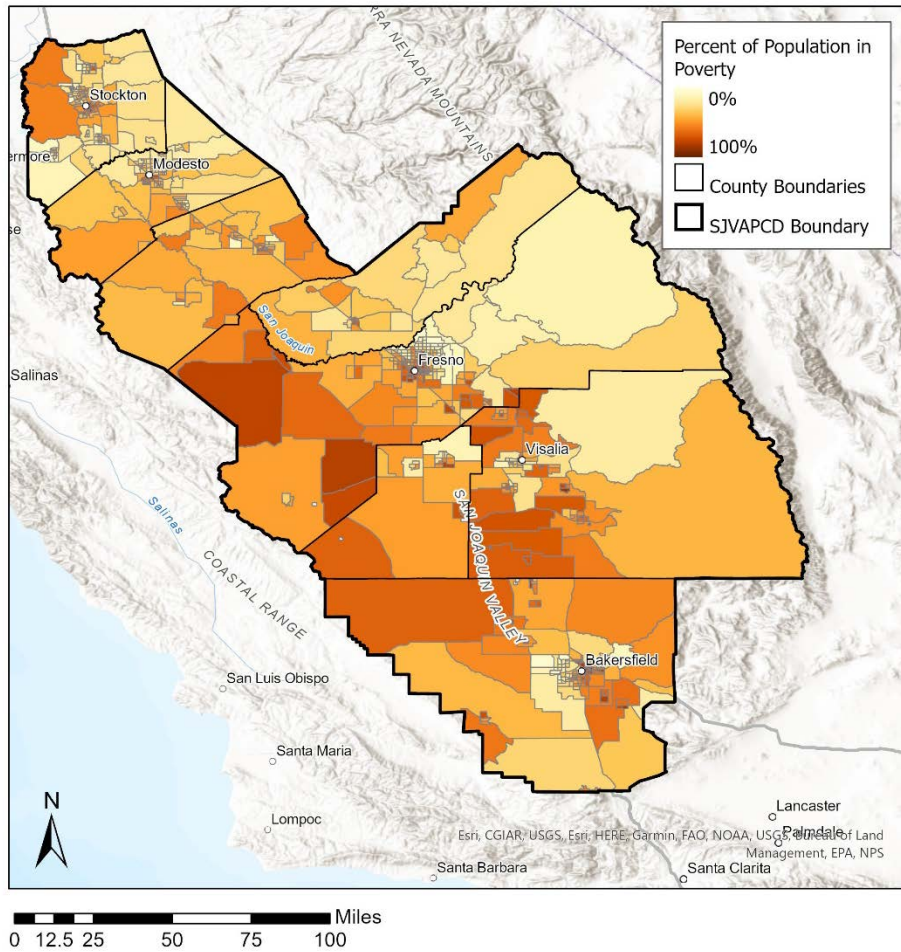 RRA NEVADA MOUNTAINS
Percent of Population in
Poverty
0%
100%
County Boundaries
SJVAPCD Boundary
Stockton
ermore
Modesto
se
San Joaquin
Fresno
Salinas
Visalia
Salinas
SAN JOAQUIN VALLEY
COASTAL RANGE
Bakersfield
San Luis Obispo
Santa Maria
N
Lompoc
Lancaster
Palmdale
Esri, CGIAR, USGS, Esri, HERE, Garmin, FAO, NOAA, USGS, Bureau of Land
Management, EPA, NPS
Santa Barbara
Santa Clarita
Miles
0 12.5 25 50 75 100